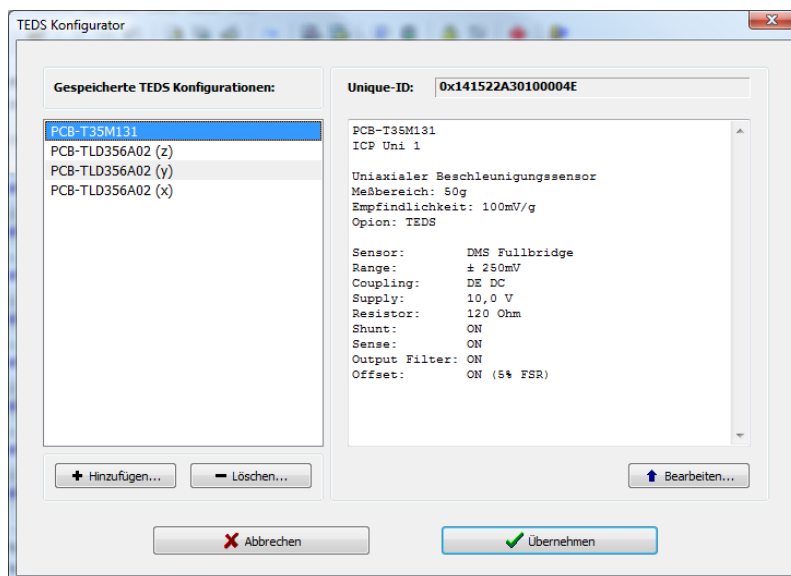 TEDS Konfigurator
Gespeicherte TEDS Konfigurationen:
PCB-T35M131
PCB-TLD356A02 (z)
PCB-TLD356A02 (y)
PCB-TLD356A02 (x)
Hinzufügen...
Löschen...
Unique-ID: 0x141522A30100004E
PCB-T35M131
ICP Uni 1
Uniaxialer Beschleunigungssensor
Meßbereich: 50g
Empfindlichkeit: 100mV/g
Opion: TEDS
Sensor: DMS Fullbridge
Range: ± 250mV
Coupling: DE DC
Supply: 10,0 V
Resistor: 120 Ohm
Shunt: ON
Sense: ON
Output Filter: ON
Offset: ON (5% FSR)
Bearbeiten...
Abbrechen
Übernehmen